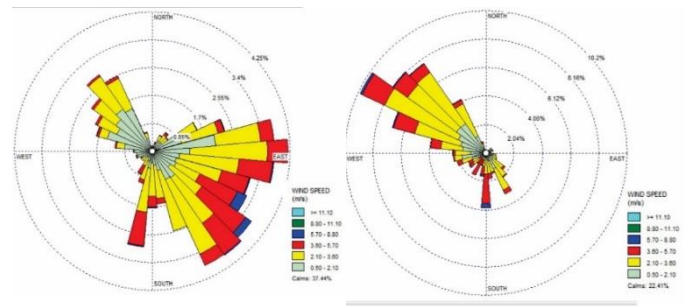 NORTH
4.25%
3.4%
2.55%
1.7%
0.85%
WEST
EAST
SOUTH
WIND SPEED
(m/s)
>= 11.10
8.80 - 11.10
5.70 - 8.80
3.60 - 5.70
2.10 - 3.60
0.50 - 2.10
Calms: 37.44%
NORTH
10.2%
8.16%
6.12%
4.08%
2.04%
WEST
EAST
SOUTH
WIND SPEED
(m/s)
>= 11.10
8.80 - 11.10
5.70 - 8.80
3.60 - 5.70
2.10 - 3.60
0.50 - 2.10
Calms: 22.41%